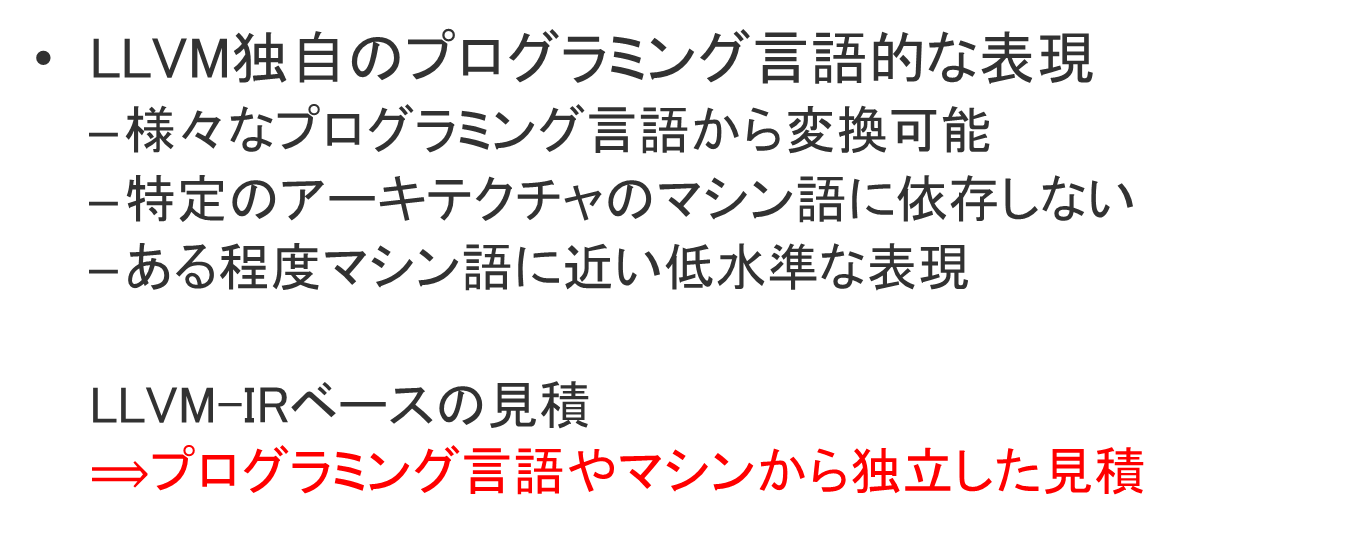 • LLVM独自のプログラミング言語的な表現
–様々なプログラミング言語から変換可能
–特定のアーキテクチャのマシン語に依存しない
–ある程度マシン語に近い低水準な表現
LLVM-IRベースの見積
⇒プログラミング言語やマシンから独立した見積